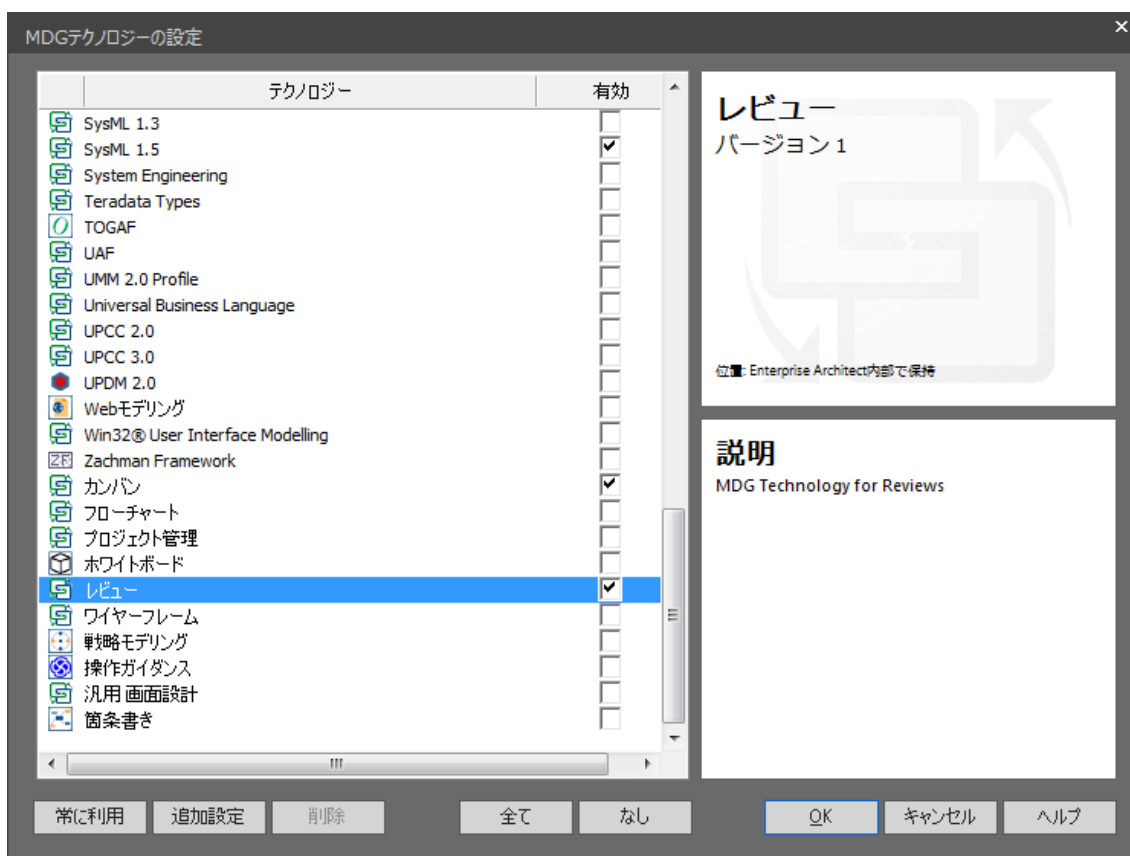 MDGテクノロジーの設定
テクノロジー 有効
SysML 1.3
SysML 1.5
System Engineering
Teradata Types
TOGAF
UAF
UMM 2.0 Profile
Universal Business Language
UPCC 2.0
UPCC 3.0
UPDM 2.0
Webモデリング
Win32® User Interface Modelling
Zachman Framework
カンバン
フローチャート
プロジェクト管理
ホワイトボード
レビュー
ワイヤーフレーム
戦略モデリング
操作ガイダンス
汎用 画面設計
箇条書き
レビュー
バージョン 1
位置: Enterprise Architect内部で保持
説明
MDG Technology for Reviews
常に利用 追加設定 削除 全て なし OK キャンセル ヘルプ